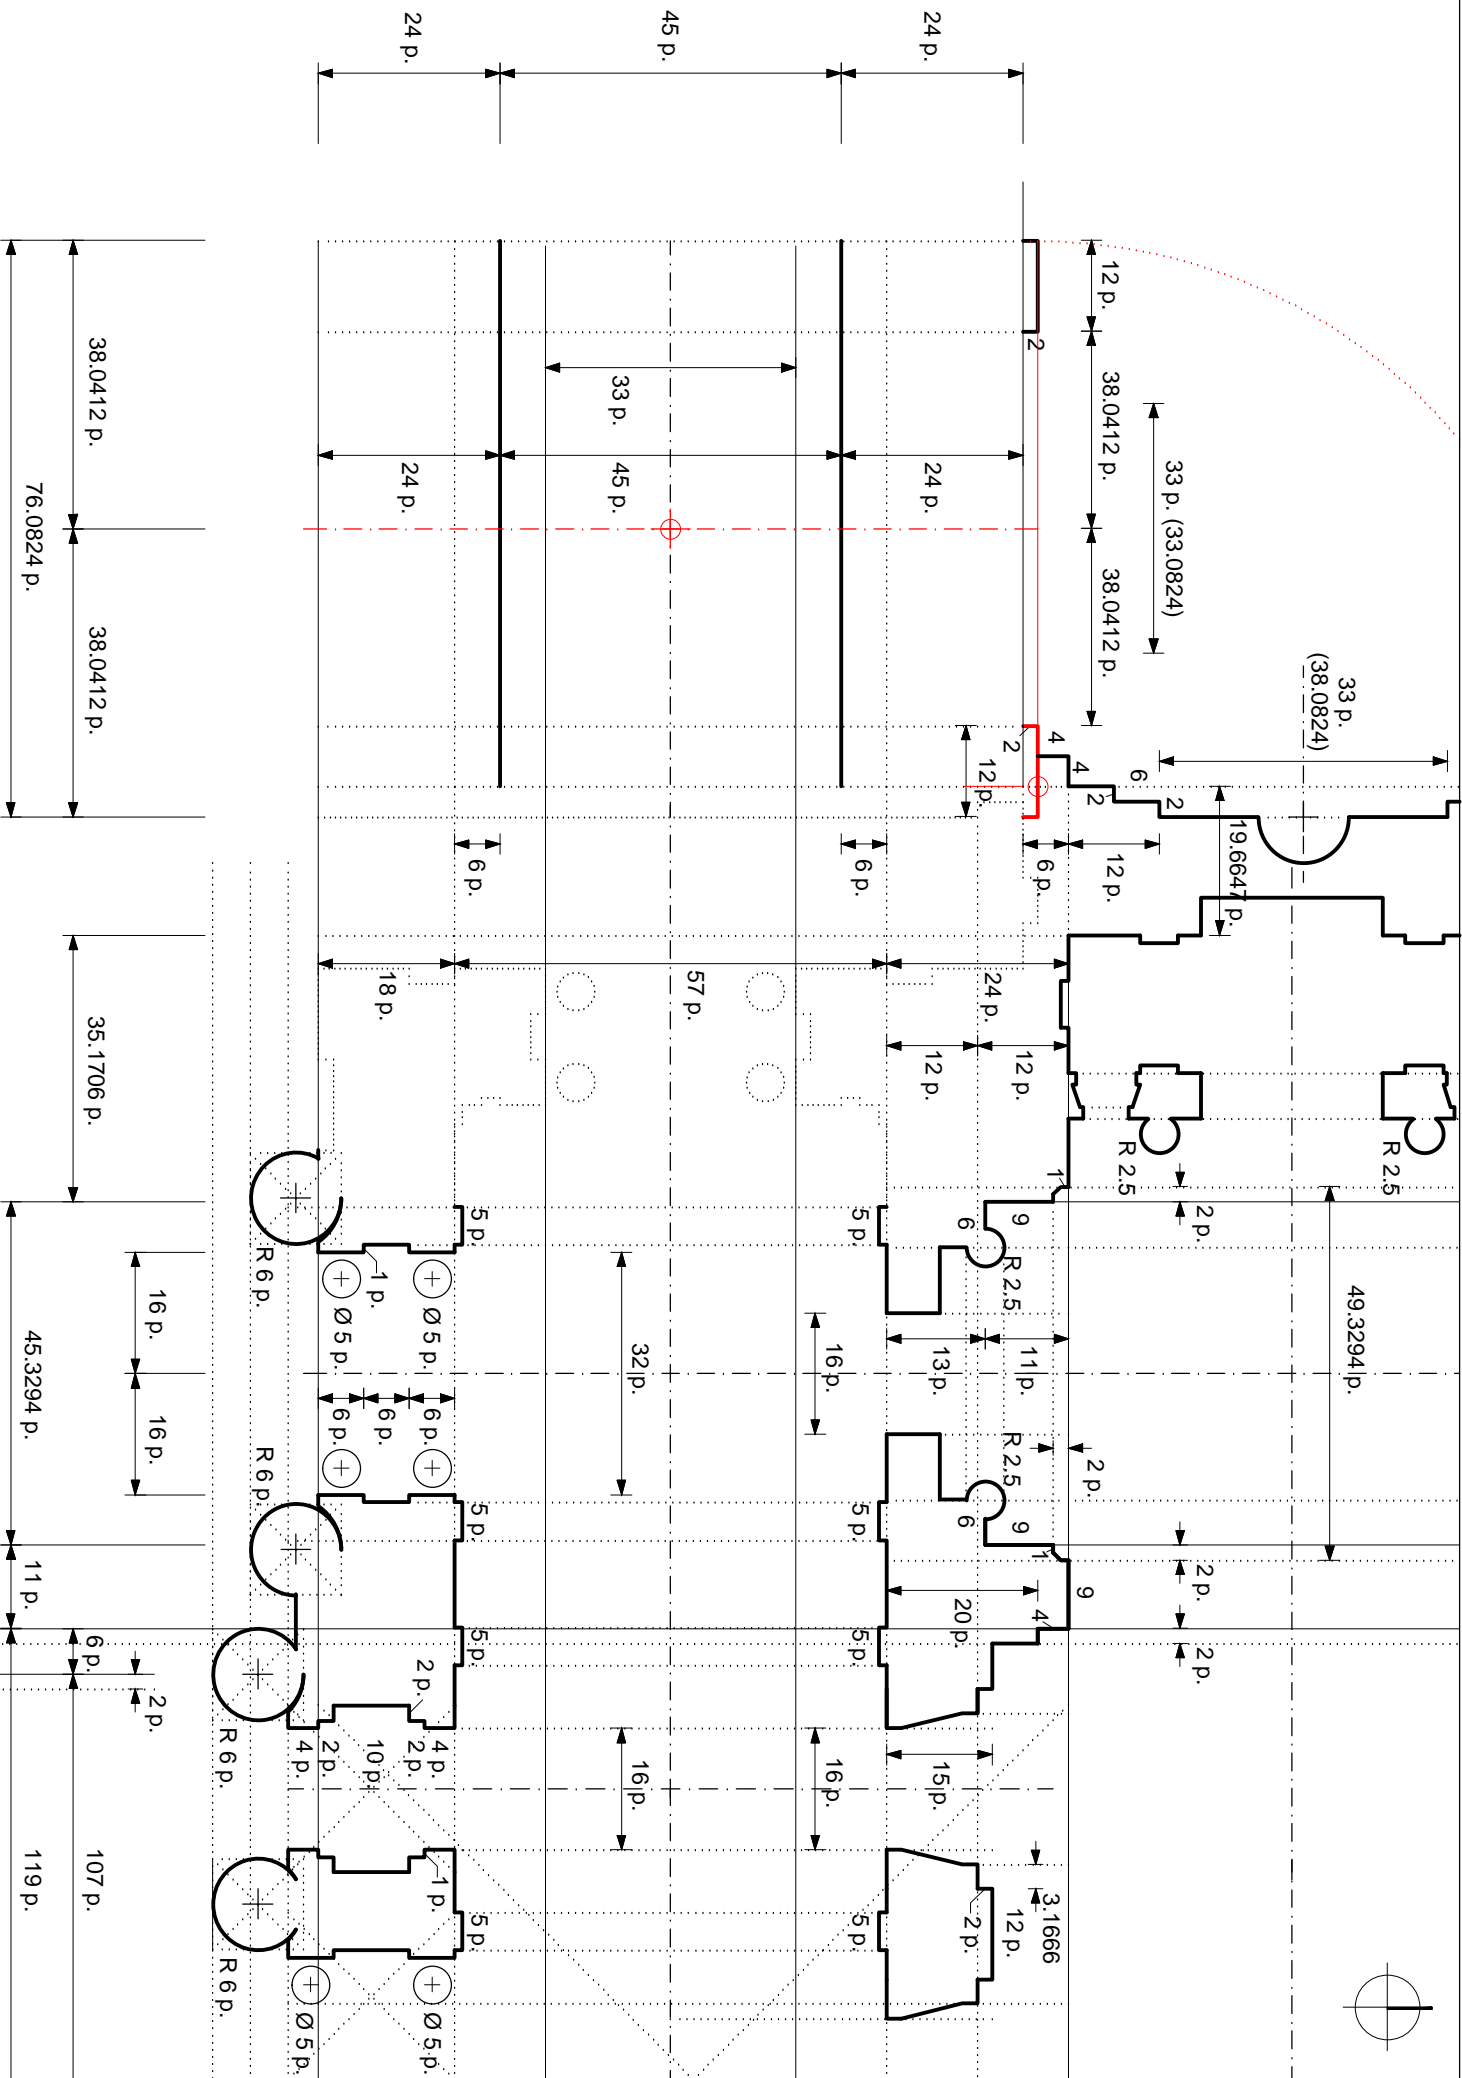 24 p.
45 p.
24 p.
12 p.
38.0412 p.
38.0412 p.
33 p. (33.0824)
33 p.
(38.0824)
2
33 p.
24 p.
45 p.
24 p.
38.0412 p.
38.0412 p.
76.0824 p.
2
4
4
2
6
2
12 p.
19.6647 p.
6 p.
6 p.
6 p.
12 p.
35.1706 p.
18 p.
57 p.
24 p.
12 p.
12 p.
R 2.5
R 2.5
1
2 p.
9
6
R 2.5
5 p.
5 p.
R 6 p.
1 p.
Ø 5 p.
Ø 5 p.
16 p.
16 p.
45.3294 p.
32 p.
16 p.
13 p.
11 p.
49.3294 p.
6 p.
6 p.
6 p.
R 6 p.
R 2.5
2 p.
6
9
1
9
5 p.
5 p.
11 p.
6 p.
2 p.
20 p.
4
2 p.
2 p.
5 p.
5 p.
2 p.
R 6 p.
4 p.
2 p.
10 p.
2 p.
4 p.
16 p.
16 p.
15 p.
3.1666
12 p.
2 p.
1 p.
5 p.
5 p.
107 p.
119 p.
R 6 p.
Ø 5 p.
Ø 5 p.